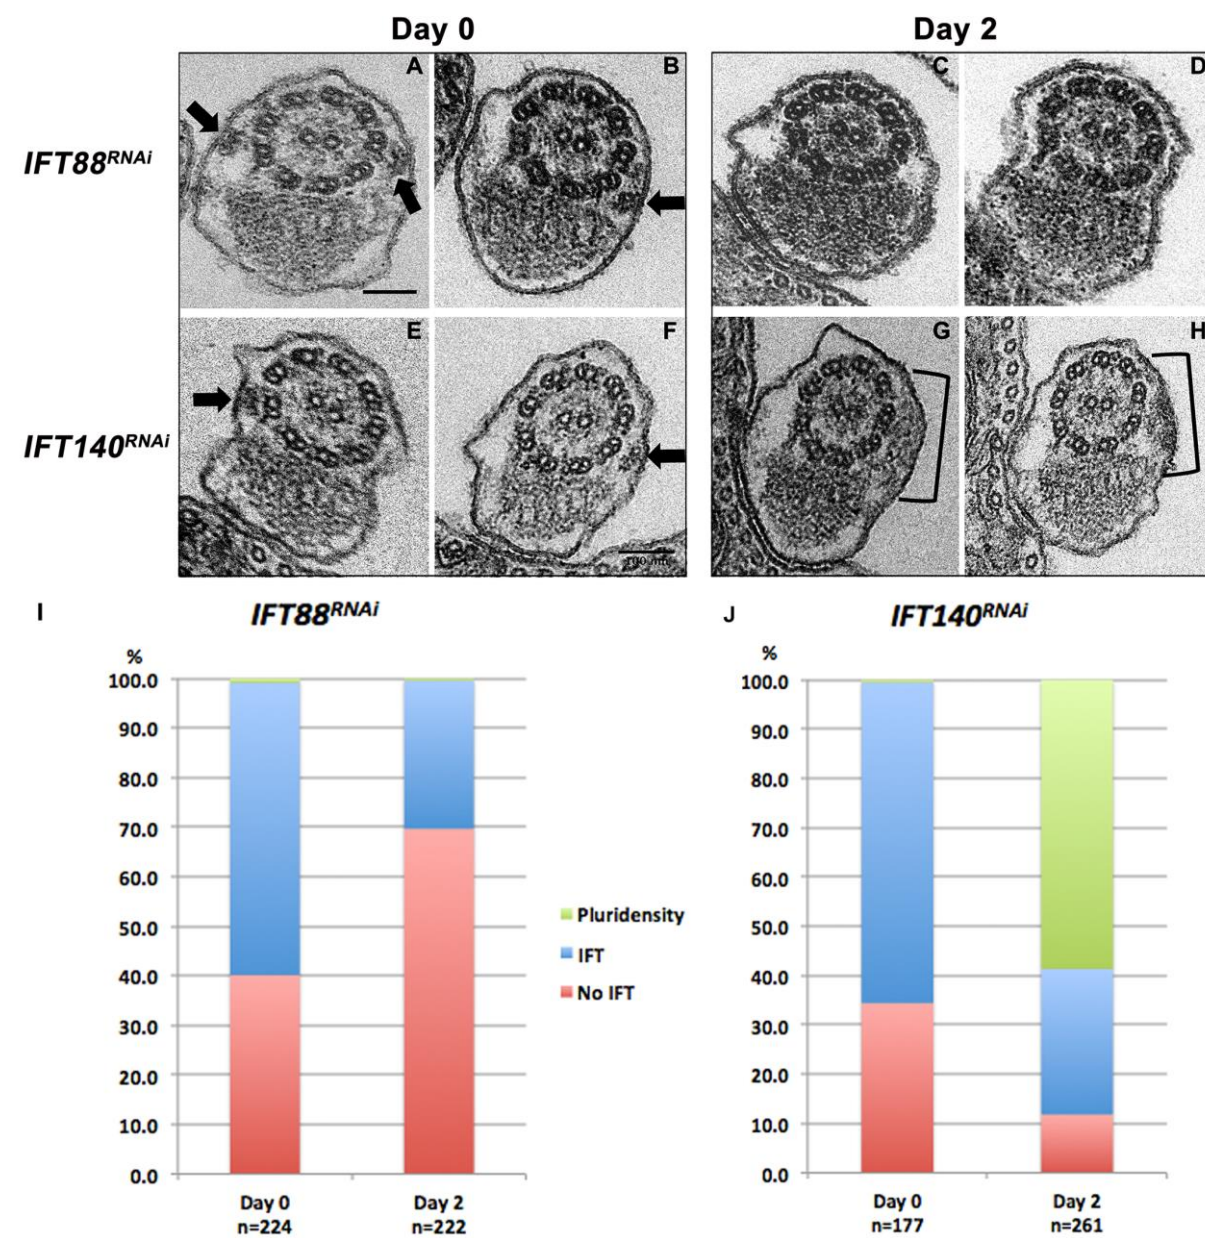 Day 0
Day 2
IFT88RNAi
A
B
C
D
IFT140RNAi
E
F
G
H
100 nm
I
IFT88RNAi
%
100.0
90.0
80.0
70.0
60.0
50.0
40.0
30.0
20.0
10.0
0.0
Day 0
n=224
Day 2
n=222
Pluridensity
IFT
No IFT
J
IFT140RNAi
%
100.0
90.0
80.0
70.0
60.0
50.0
40.0
30.0
20.0
10.0
0.0
Day 0
n=177
Day 2
n=261